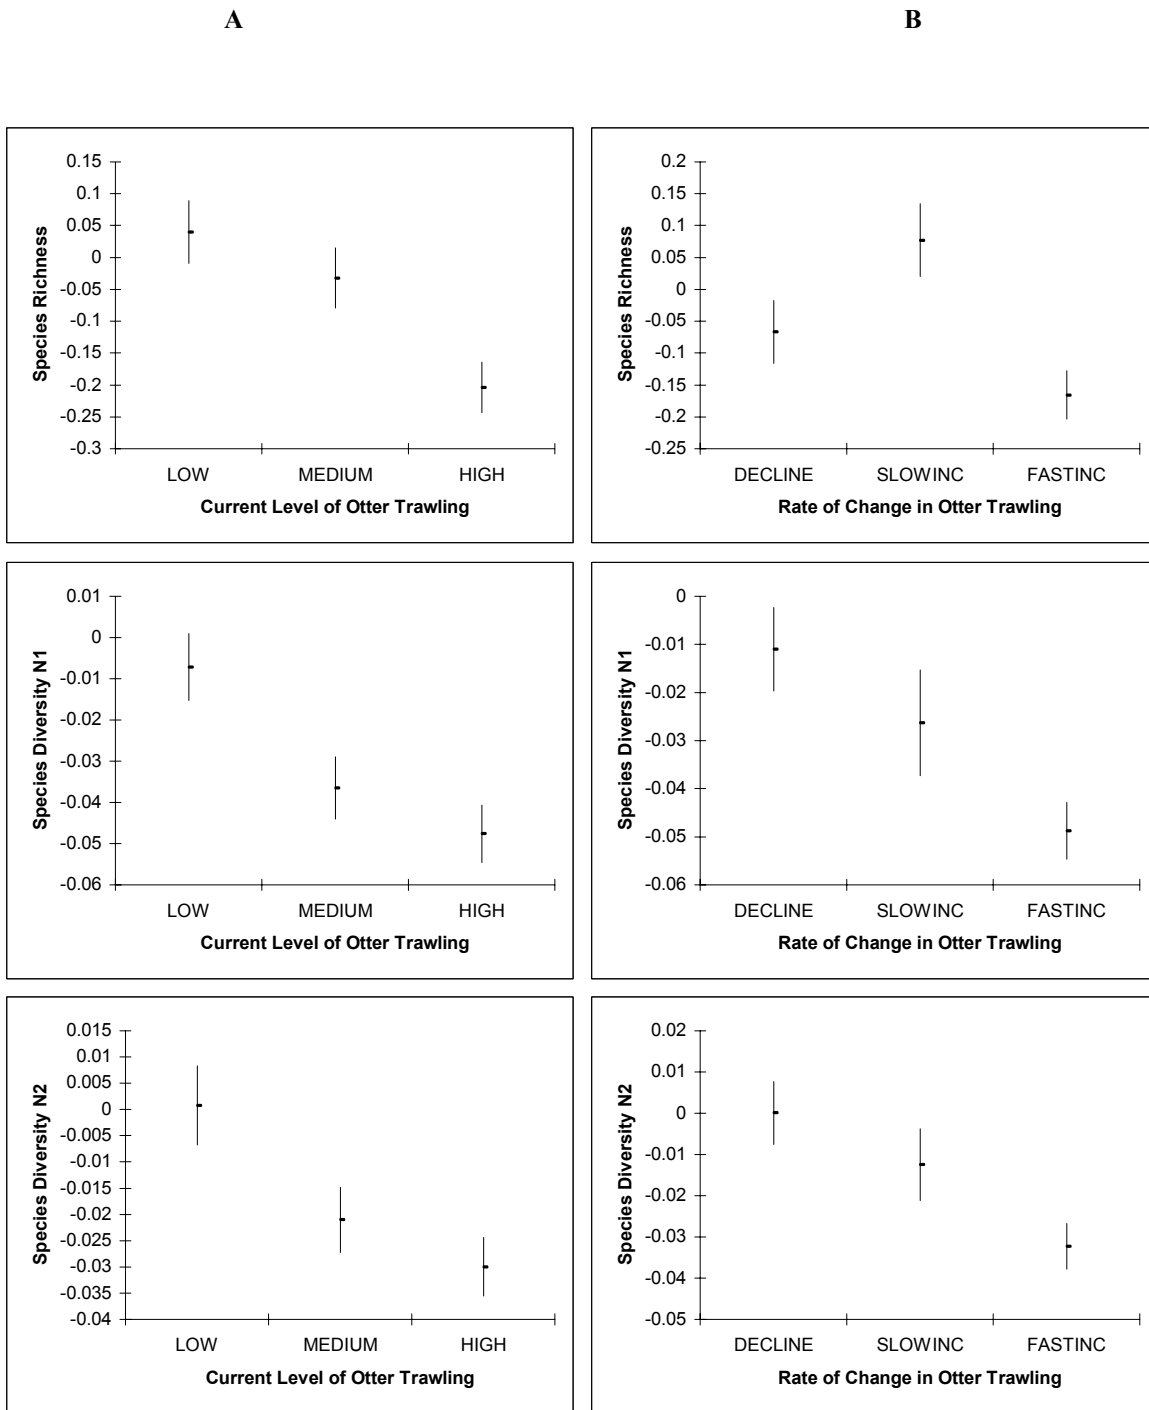 A
B
Species Richness
0.15
0.1
0.05
0
-0.05
-0.1
-0.15
-0.2
-0.25
-0.3
LOW MEDIUM HIGH
Current Level of Otter Trawling
Species Richness
0.2
0.15
0.1
0.05
0
-0.05
-0.1
-0.15
-0.2
-0.25
DECLINE SLOWINC FASTINC
Rate of Change in Otter Trawling
Species Diversity N1
0.01
0
-0.01
-0.02
-0.03
-0.04
-0.05
-0.06
LOW MEDIUM HIGH
Current Level of Otter Trawling
Species Diversity N1
0
-0.01
-0.02
-0.03
-0.04
-0.05
-0.06
DECLINE SLOWINC FASTINC
Rate of Change in Otter Trawling
Species Diversity N2
0.015
0.01
0.005
0
-0.005
-0.01
-0.015
-0.02
-0.025
-0.03
-0.035
-0.04
LOW MEDIUM HIGH
Current Level of Otter Trawling
Species Diversity N2
0.02
0.01
0
-0.01
-0.02
-0.03
-0.04
-0.05
DECLINE SLOWINC FASTINC
Rate of Change in Otter Trawling